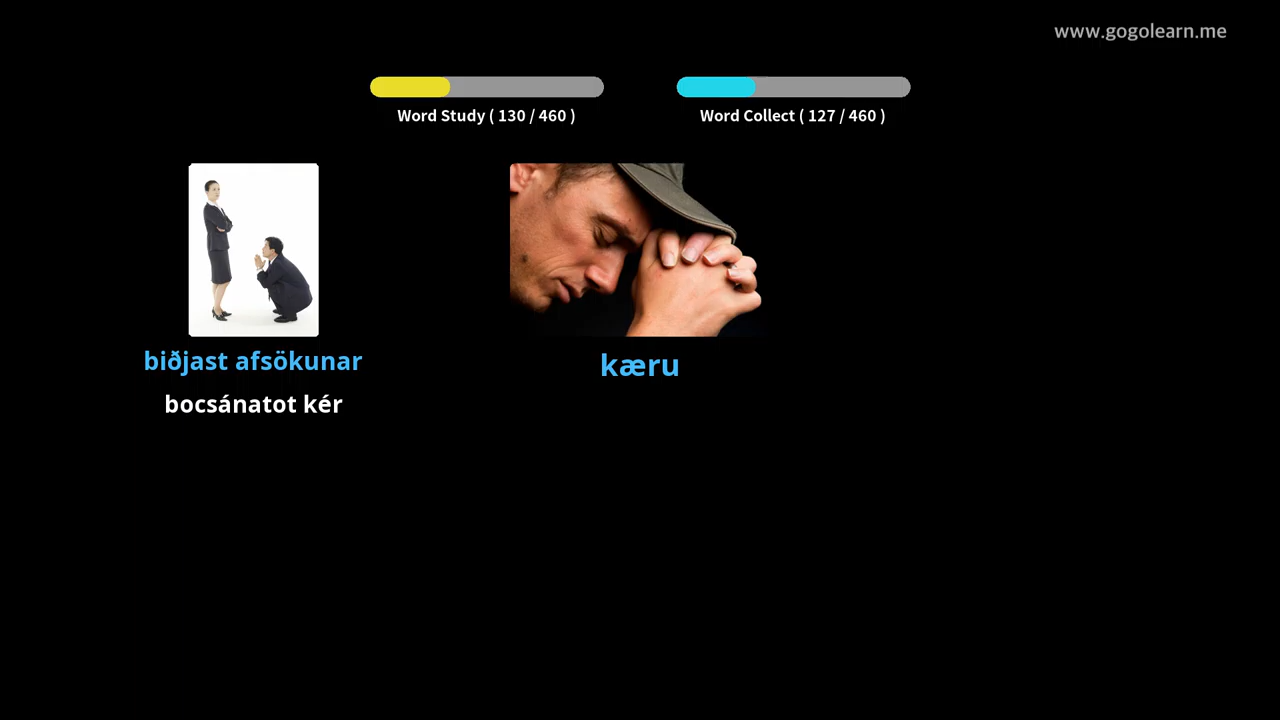 www.gogolearn.me
Word Study ( 130 / 460 )
Word Collect ( 127 / 460 )
biðjast afsökunar
bocsánatot kér
kæru